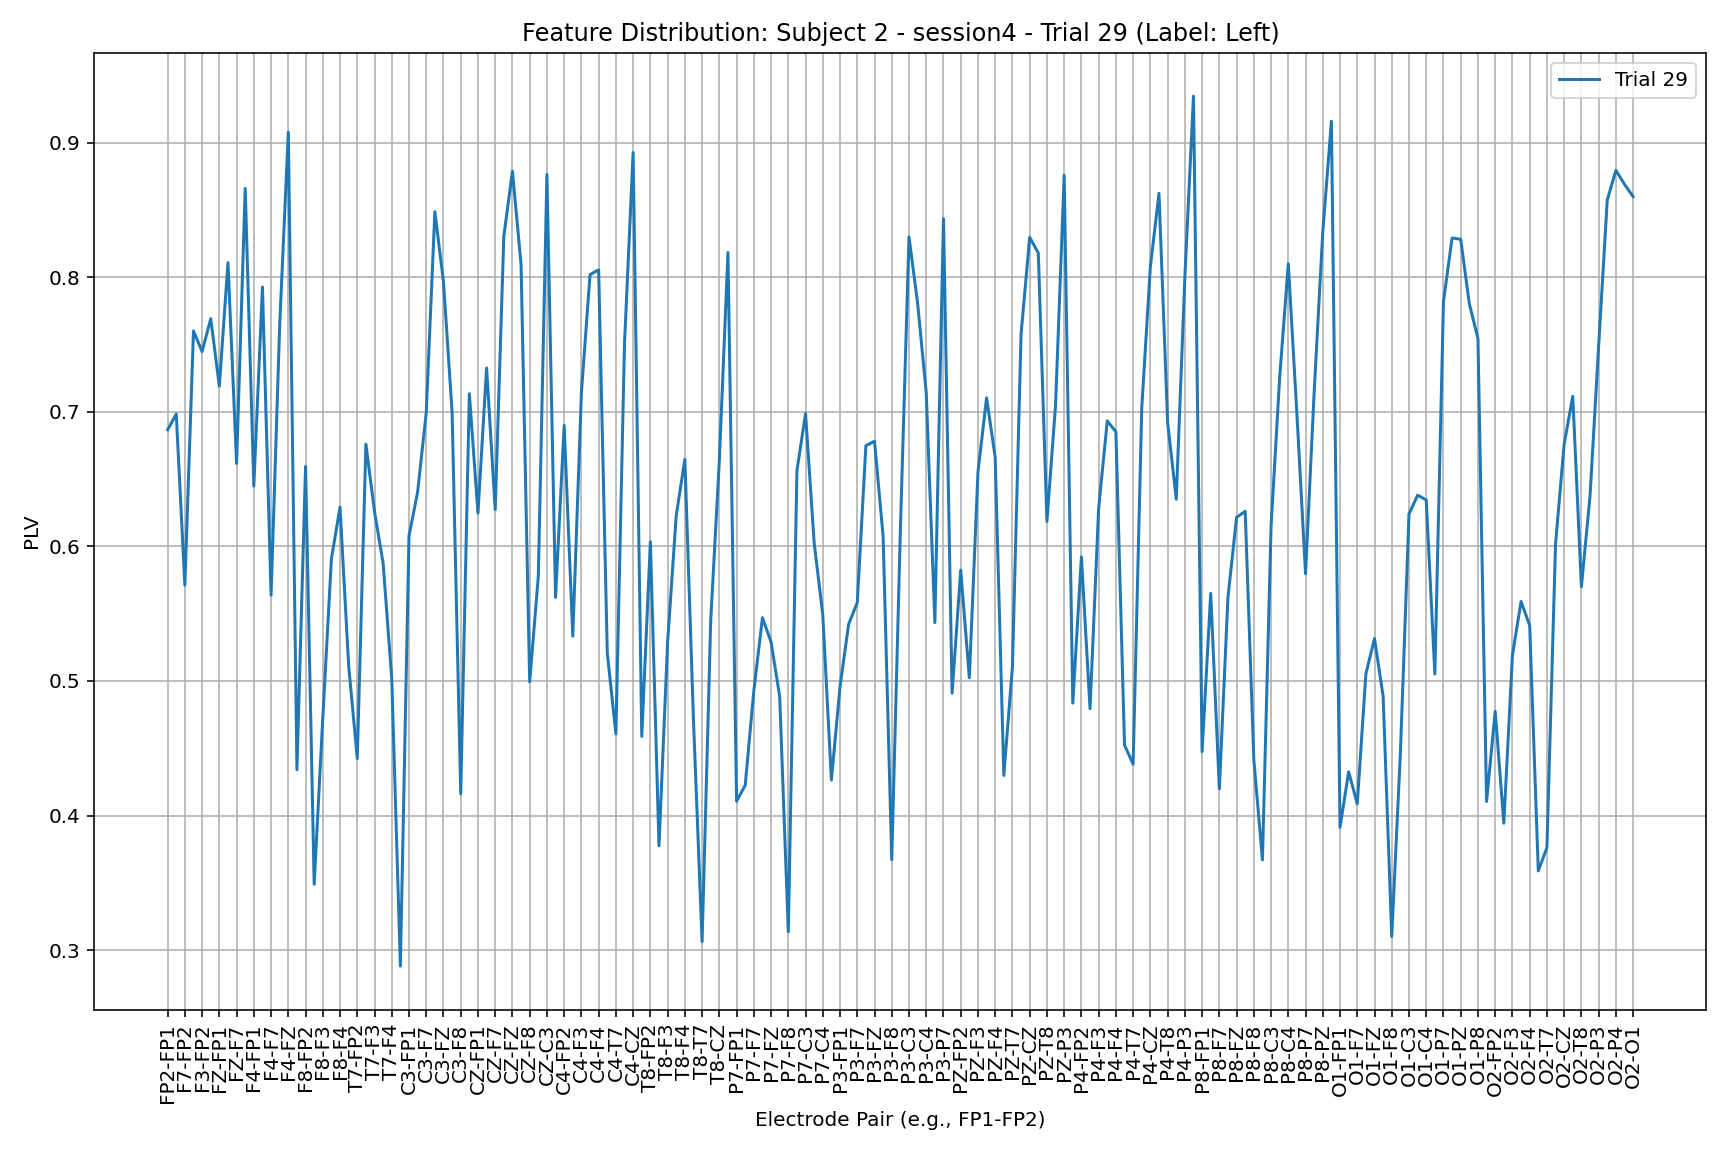 Feature Distribution: Subject 2 - session4 - Trial 29 (Label: Left)
Trial 29
PLV
0.9
0.8
0.7
0.6
0.5
0.4
0.3
FP2-FP1
F7-FP2
F3-FP2
FZ-FP1
FZ-F7
F4-FP1
F4-F7
F4-FZ
F8-FP2
F8-F3
F8-F4
T7-FP2
T7-F3
T7-F4
C3-FP1
C3-F7
C3-FZ
C3-F8
CZ-FP1
CZ-F7
CZ-FZ
CZ-F8
CZ-C3
C4-FP2
C4-F3
C4-F4
C4-T7
C4-CZ
T8-FP2
T8-F3
T8-F4
T8-T7
T8-CZ
P7-FP1
P7-F7
P7-FZ
P7-F8
P7-C3
P7-C4
P3-FP1
P3-F7
P3-FZ
P3-F8
P3-C3
P3-C4
P3-P7
PZ-FP2
PZ-F3
PZ-F4
PZ-T7
PZ-CZ
PZ-T8
PZ-P3
P4-FP2
P4-F3
P4-F4
P4-T7
P4-CZ
P4-T8
P4-P3
P8-FP1
P8-F7
P8-FZ
P8-F8
P8-C3
P8-C4
P8-P7
P8-PZ
O1-FP1
O1-F7
O1-FZ
O1-F8
O1-C3
O1-C4
O1-P7
O1-PZ
O1-P8
O2-FP2
O2-F3
O2-F4
O2-T7
O2-CZ
O2-T8
O2-P3
O2-P4
O2-O1
Electrode Pair (e.g., FP1-FP2)